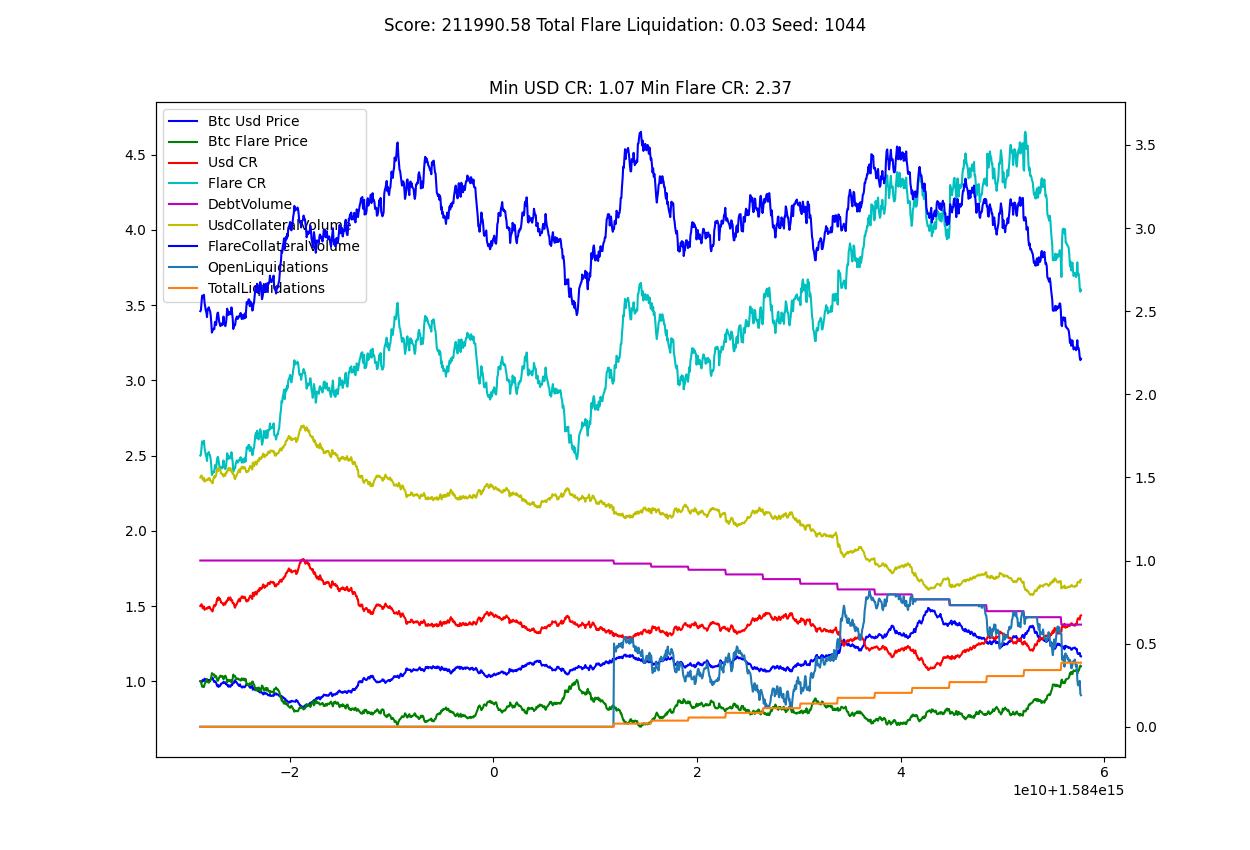 Score: 211990.58 Total Flare Liquidation: 0.03 Seed: 1044
Min USD CR: 1.07 Min Flare CR: 2.37
Btc Usd Price
Btc Flare Price
Usd CR
Flare CR
DebtVolume
UsdCollateralVolume
FlareCollateralVolume
OpenLiquidations
TotalLiquidations
4.5
4.0
3.5
3.0
2.5
2.0
1.5
1.0
3.5
3.0
2.5
2.0
1.5
1.0
0.5
0.0
−2 0 2 4 6
1e10+1.584e15